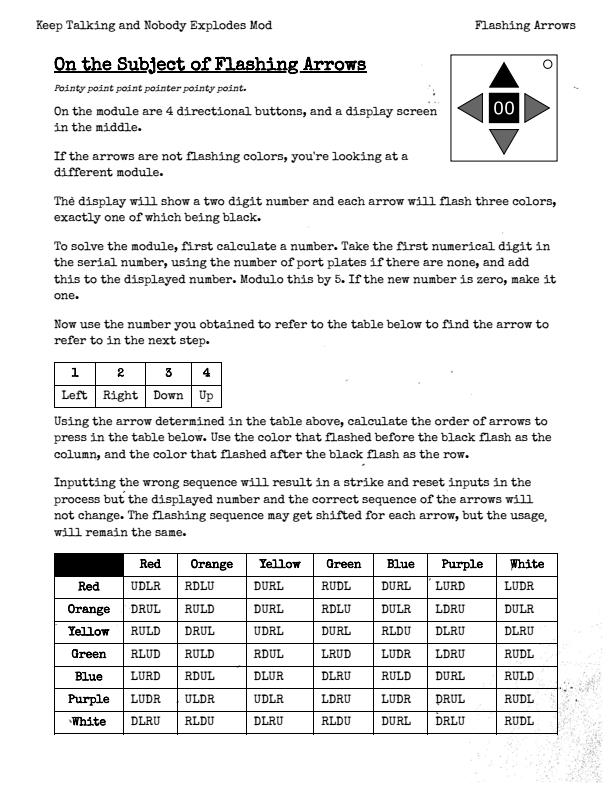 Keep Talking and Nobody Explodes Mod Flashing Arrows
On the Subject of Flashing Arrows
Pointy point point pointer pointy point.
On the module are 4 directional buttons, and a display screen
in the middle.
00
If the arrows are not flashing colors, you're looking at a
different module.
The display will show a two digit number and each arrow will flash three colors,
exactly one of which being black.
To solve the module, first calculate a number. Take the first numerical digit in
the serial number, using the number of port plates if there are none, and add
this to the displayed number. Modulo this by 5. If the new number is zero, make it
one.
Now use the number you obtained to refer to the table below to find the arrow to
refer to in the next step.
1 2 3 4
Left Right Down Up
Using the arrow determined in the table above, calculate the order of arrows to
press in the table below. Use the color that flashed before the black flash as the
column, and the color that flashed after the black flash as the row.
Inputting the wrong sequence will result in a strike and reset inputs in the
process but the displayed number and the correct sequence of the arrows will
not change. The flashing sequence may get shifted for each arrow, but the usage
will remain the same.
Red Orange Yellow Green Blue Purple White
Red UDLR RDLU DURL RUDL DURL LURD LUDR
Orange DRUL RULD DURL RDLU DULR LDRU DULR
Yellow RULD DRUL UDRL DURL RLDU DLRU DLRU
Green RLUD RULD RDUL LRUD LUDR LDRU RUDL
Blue LURD RDUL DLUR DLRU RULD DURL RULD
Purple LUDR ULDR UDLR LDRU LUDR DRUL RUDL
White DLRU RLDU DLRU RLDU DURL DRLU RUDL